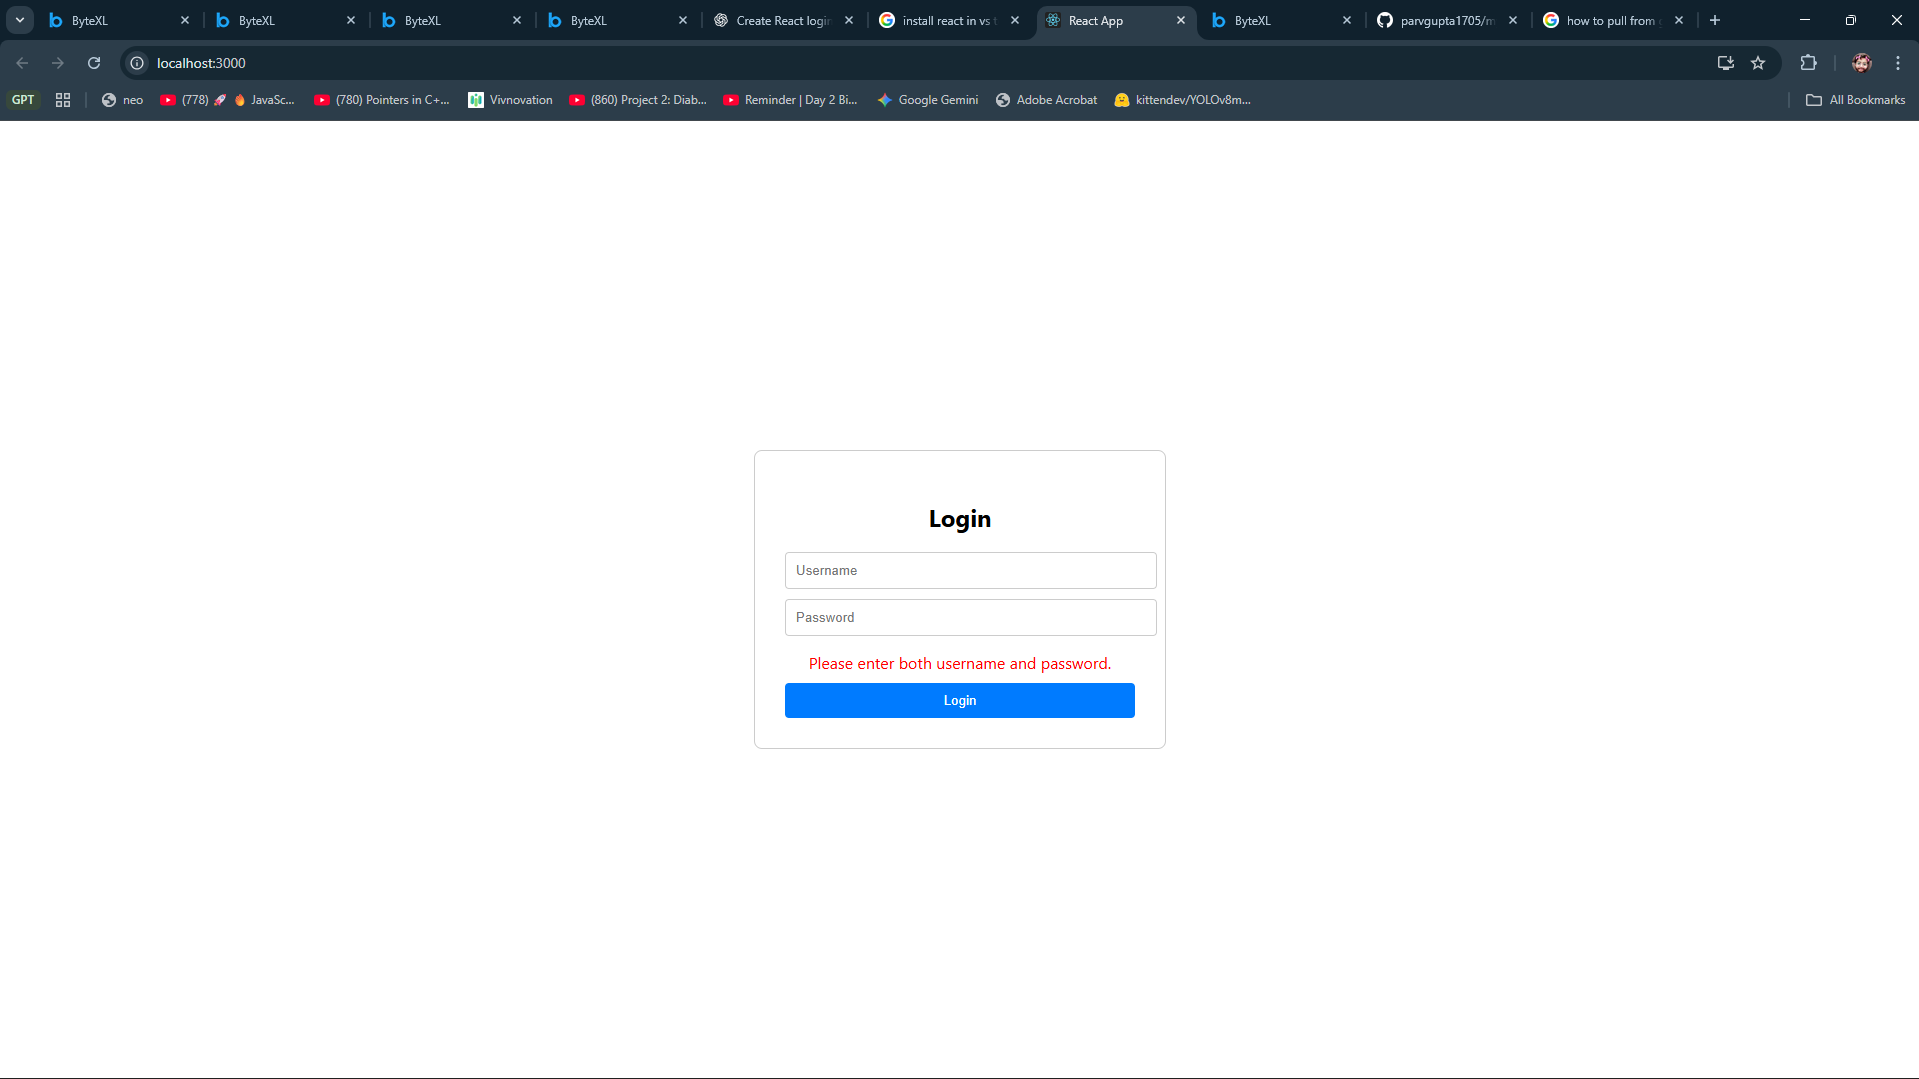 ByteXL ByteXL ByteXL ByteXL Create React login install react in vs t React App ByteXL parvgupta1705/m how to pull from g
localhost:3000
GPT neo (778) 🚀 🔥 JavaSc... (780) Pointers in C+... Vivnovation (860) Project 2: Diab... Reminder | Day 2 Bi... Google Gemini Adobe Acrobat kittendev/YOLOv8m... All Bookmarks
Login
Username
Password
Please enter both username and password.
Login